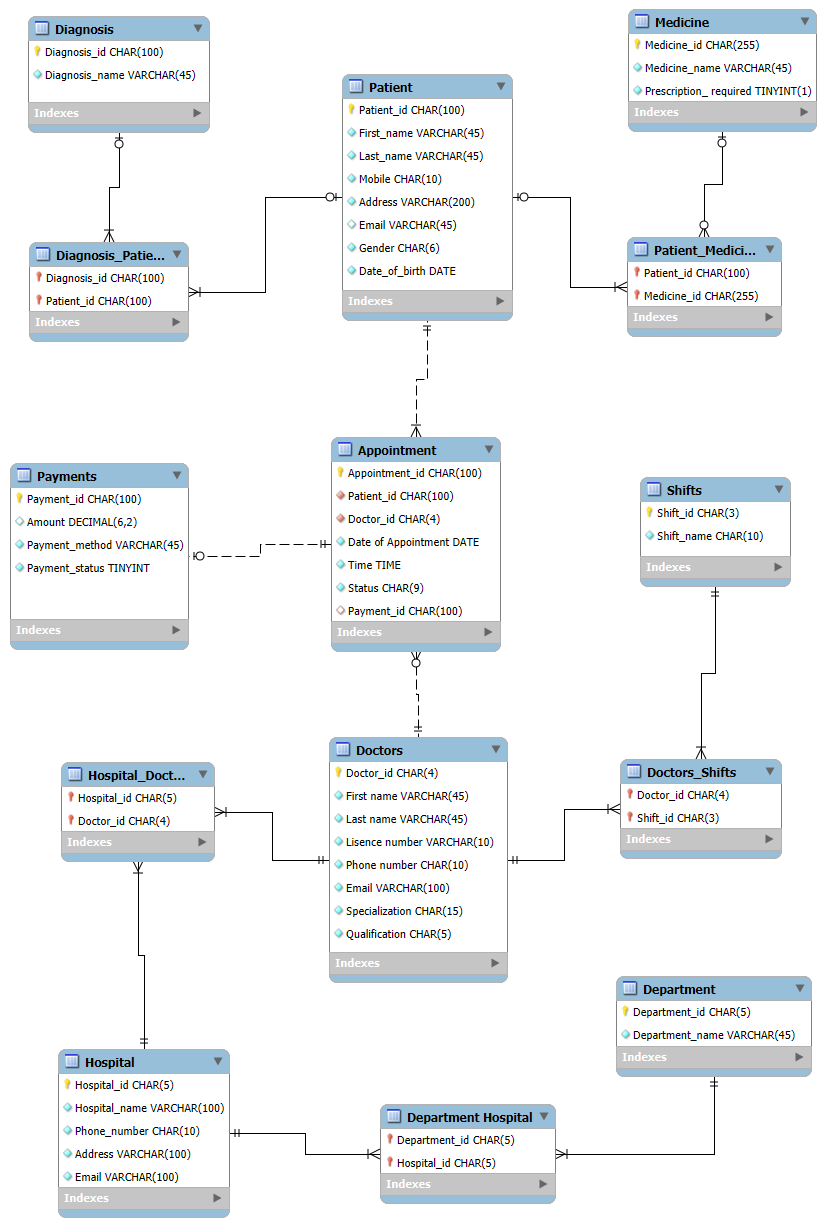 Diagnosis
Diagnosis_id CHAR(100)
Diagnosis_name VARCHAR(45)
Indexes
Medicine
Medicine_id CHAR(255)
Medicine_name VARCHAR(45)
Prescription_ required TINYINT(1)
Indexes
Patient
Patient_id CHAR(100)
First_name VARCHAR(45)
Last_name VARCHAR(45)
Mobile CHAR(10)
Address VARCHAR(200)
Email VARCHAR(45)
Gender CHAR(6)
Date_of_birth DATE
Indexes
Diagnosis_Patie...
Diagnosis_id CHAR(100)
Patient_id CHAR(100)
Indexes
Patient_Medici...
Patient_id CHAR(100)
Medicine_id CHAR(255)
Indexes
Appointment
Appointment_id CHAR(100)
Patient_id CHAR(100)
Doctor_id CHAR(4)
Date of Appointment DATE
Time TIME
Status CHAR(9)
Payment_id CHAR(100)
Indexes
Payments
Payment_id CHAR(100)
Amount DECIMAL(6,2)
Payment_method VARCHAR(45)
Payment_status TINYINT
Indexes
Shifts
Shift_id CHAR(3)
Shift_name CHAR(10)
Indexes
Doctors
Doctor_id CHAR(4)
First name VARCHAR(45)
Last name VARCHAR(45)
Lisence number VARCHAR(10)
Phone number CHAR(10)
Email VARCHAR(100)
Specialization CHAR(15)
Qualification CHAR(5)
Indexes
Hospital_Doct...
Hospital_id CHAR(5)
Doctor_id CHAR(4)
Indexes
Doctors_Shifts
Doctor_id CHAR(4)
Shift_id CHAR(3)
Indexes
Department
Department_id CHAR(5)
Department_name VARCHAR(45)
Indexes
Hospital
Hospital_id CHAR(5)
Hospital_name VARCHAR(100)
Phone_number CHAR(10)
Address VARCHAR(100)
Email VARCHAR(100)
Indexes
Department Hospital
Department_id CHAR(5)
Hospital_id CHAR(5)
Indexes